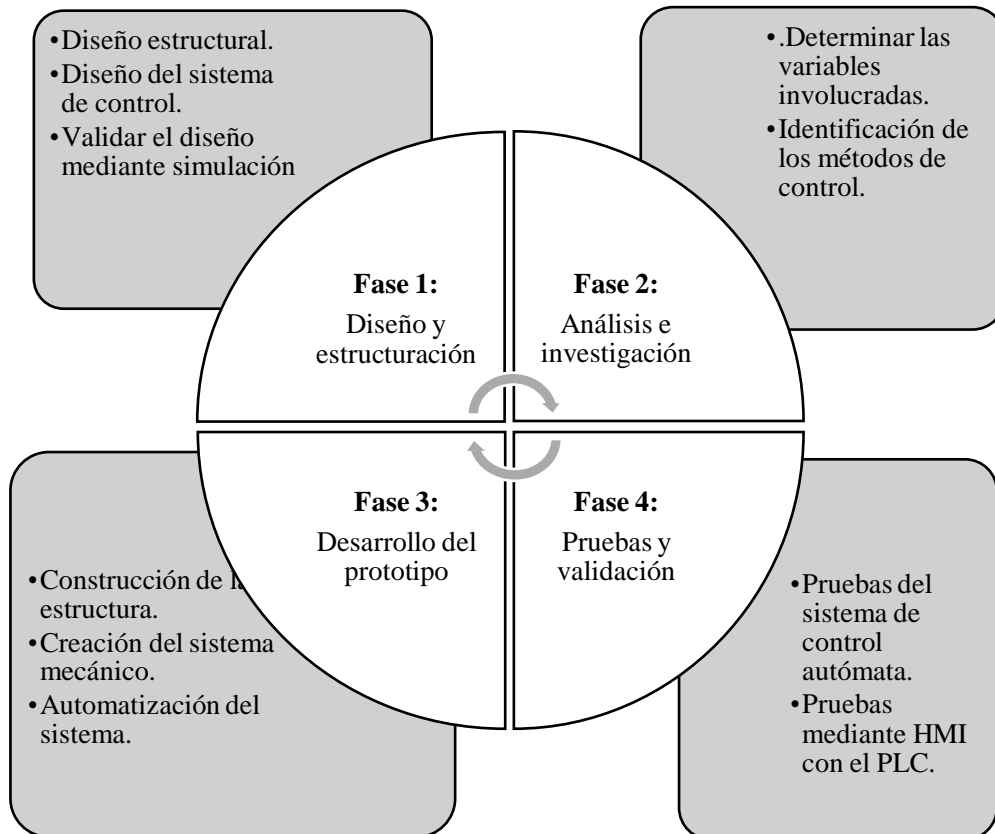 •Diseño estructural.
•Diseño del sistema
de control.
•Validar el diseño
mediante simulación
•.Determinar las
variables
involucradas.
•Identificación de
los métodos de
control.
Fase 1:
Diseño y
estructuración
Fase 2:
Análisis e
investigación
Fase 3:
Desarrollo del
prototipo
Fase 4:
Pruebas y
validación
•Construcción de la
estructura.
•Creación del sistema
mecánico.
•Automatización del
sistema.
•Pruebas del
sistema de
control
autómata.
•Pruebas
mediante HMI
con el PLC.